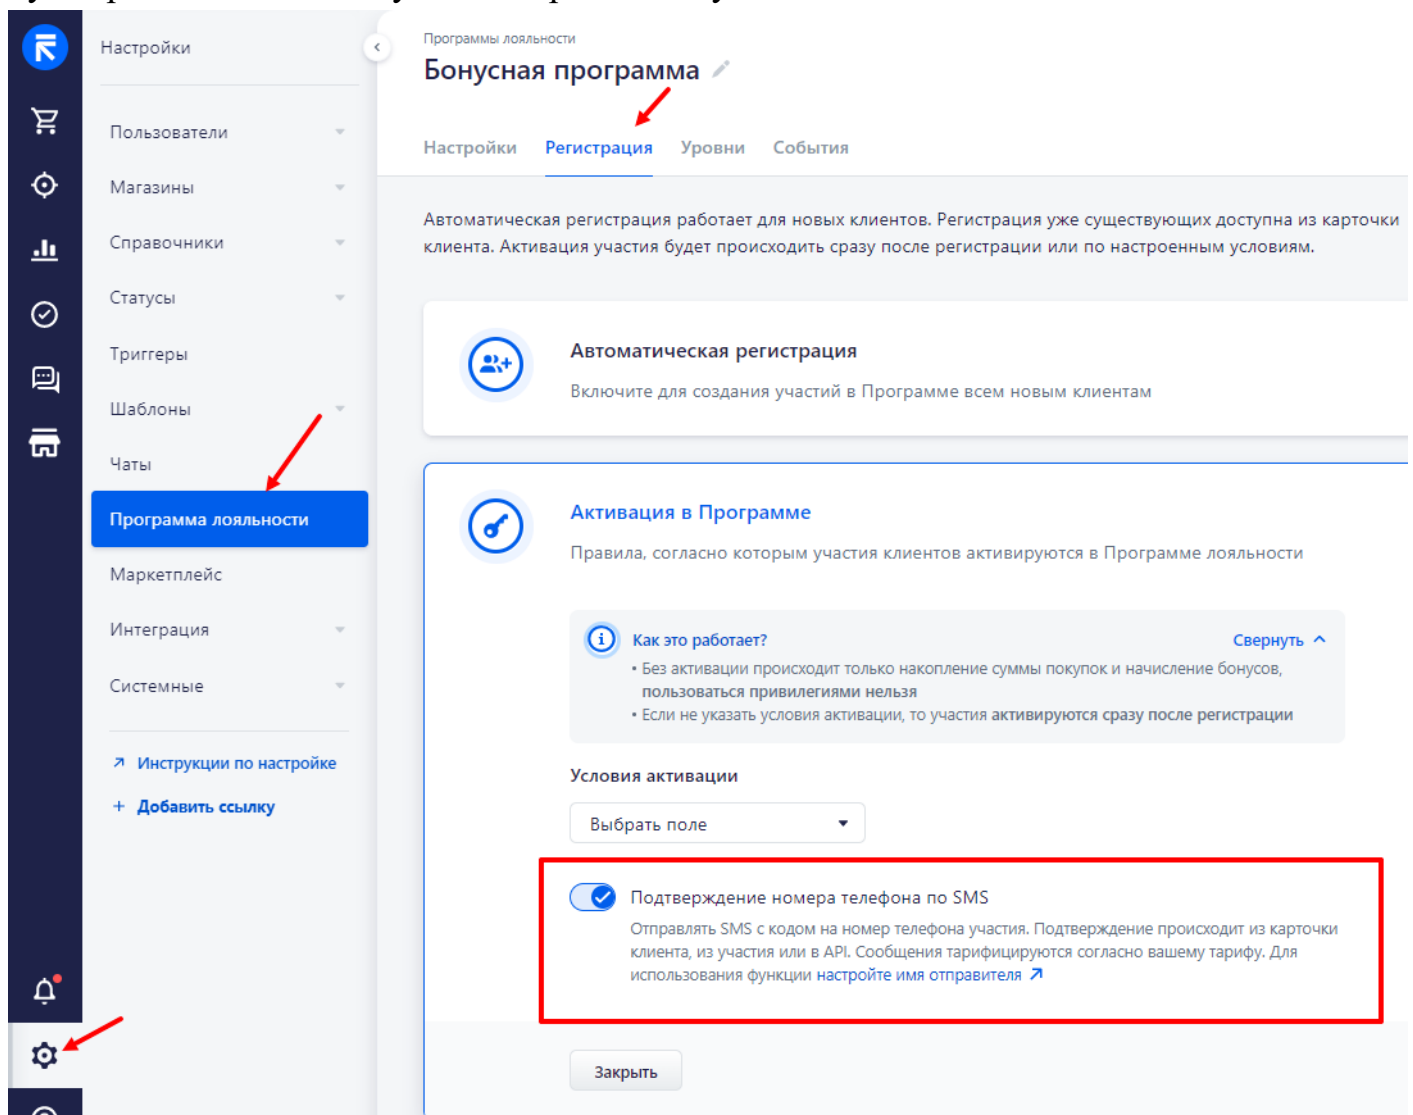 Настройки
Пользователи
Магазины
Справочники
Статусы
Триггеры
Шаблоны
Чаты
Программа лояльности
Маркетплейс
Интеграция
Системные
Инструкции по настройке
+ Добавить ссылку
Программы лояльности
Бонусная программа
Настройки Регистрация Уровни События
Автоматическая регистрация работает для новых клиентов. Регистрация уже существующих доступна из карточки
клиента. Активация участия будет происходить сразу после регистрации или по настроенным условиям.
Автоматическая регистрация
Включите для создания участий в Программе всем новым клиентам
Активация в Программе
Правила, согласно которым участия клиентов активируются в Программе лояльности
Как это работает? Свернуть
• Без активации происходит только накопление суммы покупок и начисление бонусов,
пользоваться привилегиями нельзя
• Если не указать условия активации, то участия активируются сразу после регистрации
Условия активации
Выбрать поле
Подтверждение номера телефона по SMS
Отправлять SMS с кодом на номер телефона участия. Подтверждение происходит из карточки
клиента, из участия или в API. Сообщения тарифицируются согласно вашему тарифу. Для
использования функции настройте имя отправителя
Закрыть